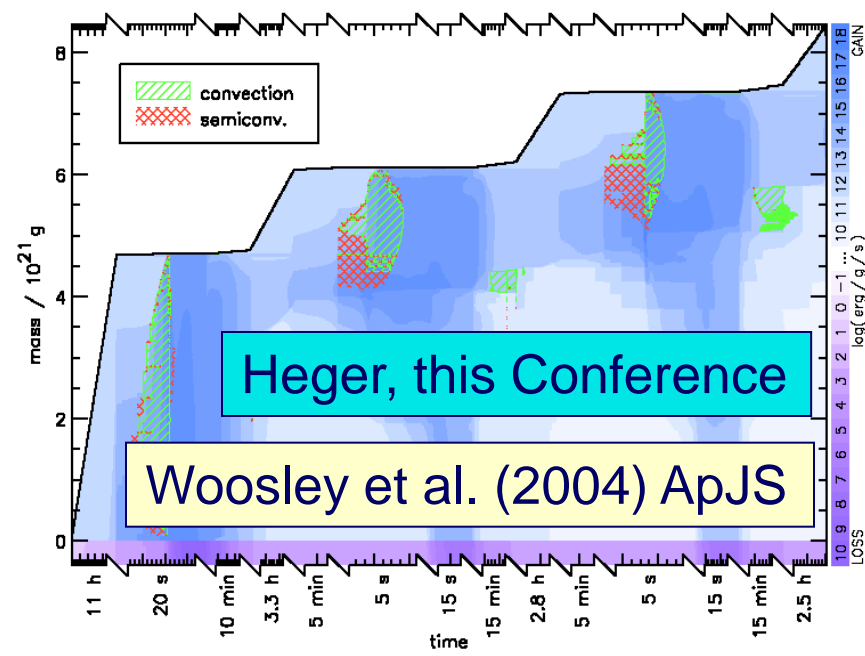 8
6
4
2
0
mass / 10²¹ g
convection
semiconv.
Heger, this Conference
Woosley et al. (2004) ApJS
11 h
20 s
10 min
3.3 h
5 min
5 s
15 s
15 min
2.8 h
5 min
5 s
15 s
15 min
2.5 h
time
10 9 8 7 6 5 4 3 2 1 0 −1 ... 10 11 12 13 14 15 16 17 18
LOSS
log( erg / g / s )
GAIN